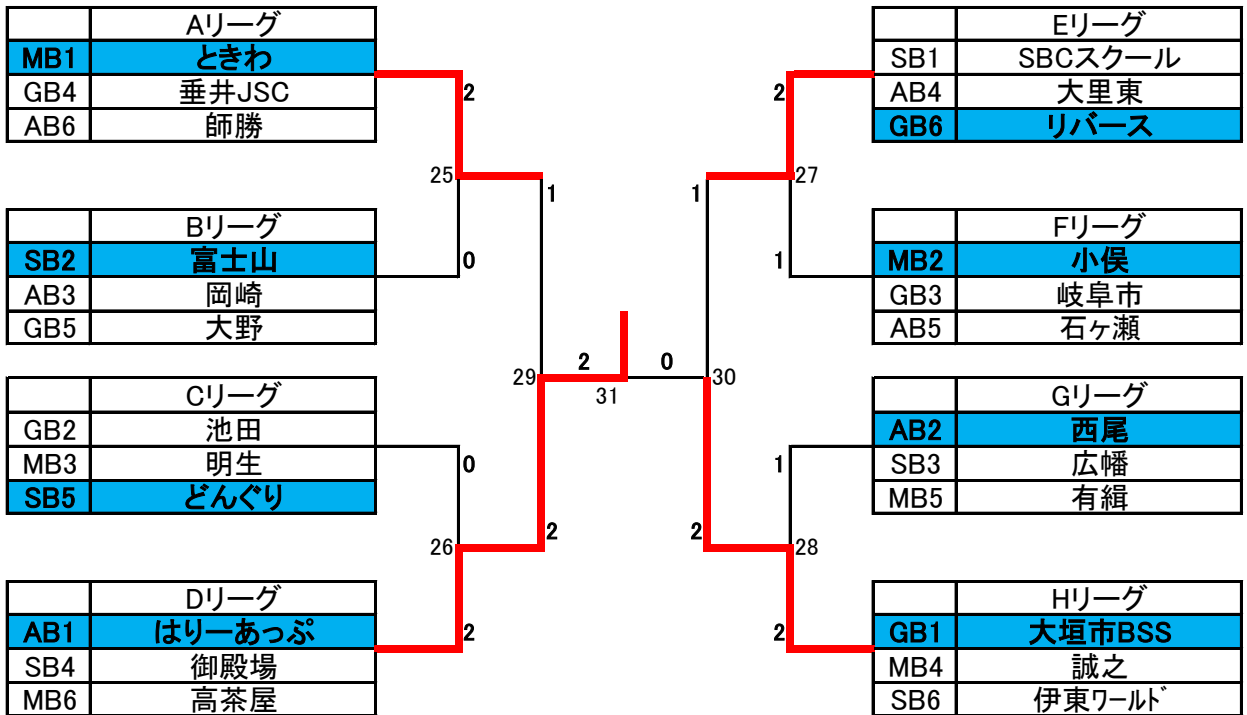 Aリーグ
MB1 ときわ
GB4 垂井JSC
AB6 師勝
Bリーグ
SB2 富士山
AB3 岡崎
GB5 大野
Cリーグ
GB2 池田
MB3 明生
SB5 どんぐり
Dリーグ
AB1 はりーあっぷ
SB4 御殿場
MB6 高茶屋
2
25
1
0
29
2
31
0
30
0
26
2
2
2
1
27
1
1
2
28
2
Eリーグ
SB1 SBCスクール
AB4 大里東
GB6 リバース
Fリーグ
MB2 小俣
GB3 岐阜市
AB5 石ヶ瀬
Gリーグ
AB2 西尾
SB3 広幡
MB5 有緝
Hリーグ
GB1 大垣市BSS
MB4 誠之
SB6 伊東ワールド